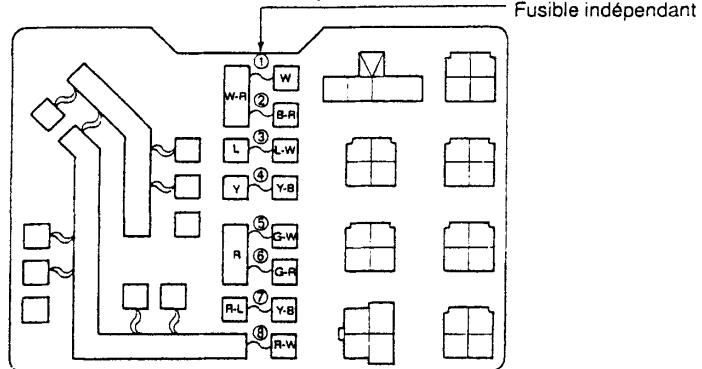 Fusible indépendant
① W
W-R
② B-R
③
L L-W
④
Y Y-B
⑤ G-W
R
⑥ G-R
⑦
R-L Y-B
⑧ R-W